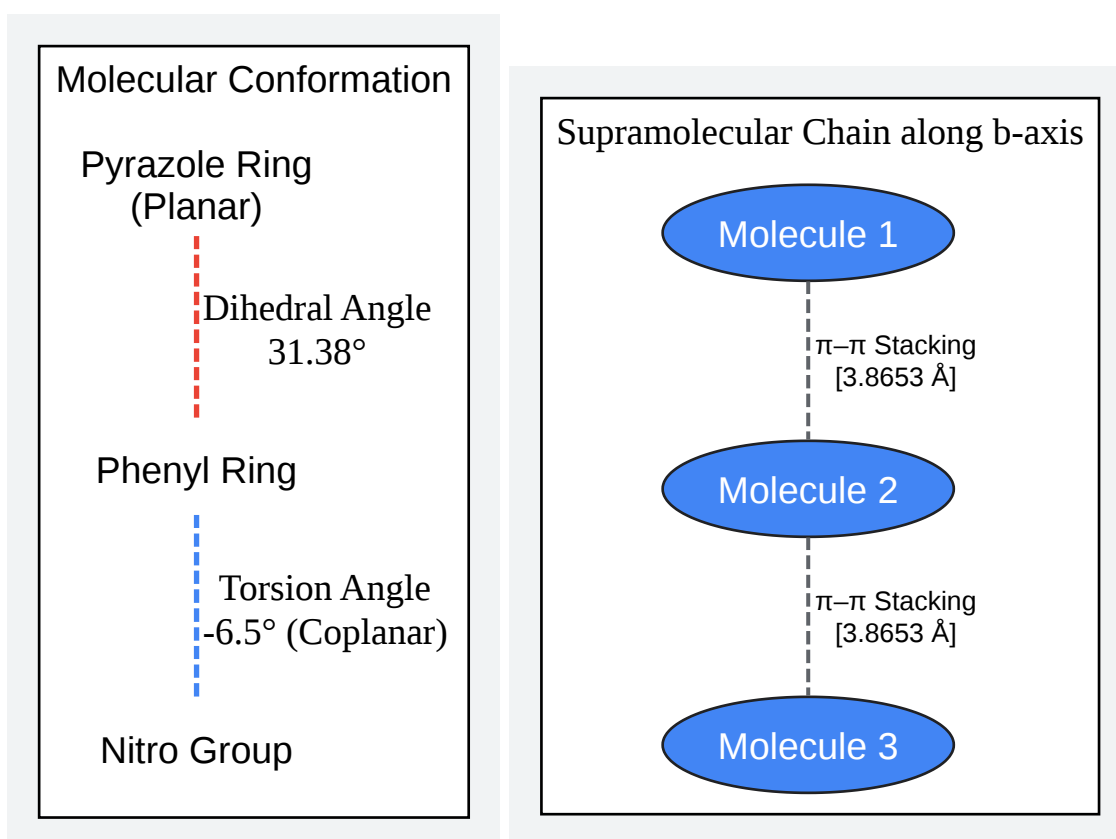 Molecular Conformation
Pyrazole Ring
(Planar)
Dihedral Angle
31.38°
Phenyl Ring
Torsion Angle
-6.5° (Coplanar)
Nitro Group
Supramolecular Chain along b-axis
Molecule 1
π–π Stacking
[3.8653 Å]
Molecule 2
π–π Stacking
[3.8653 Å]
Molecule 3